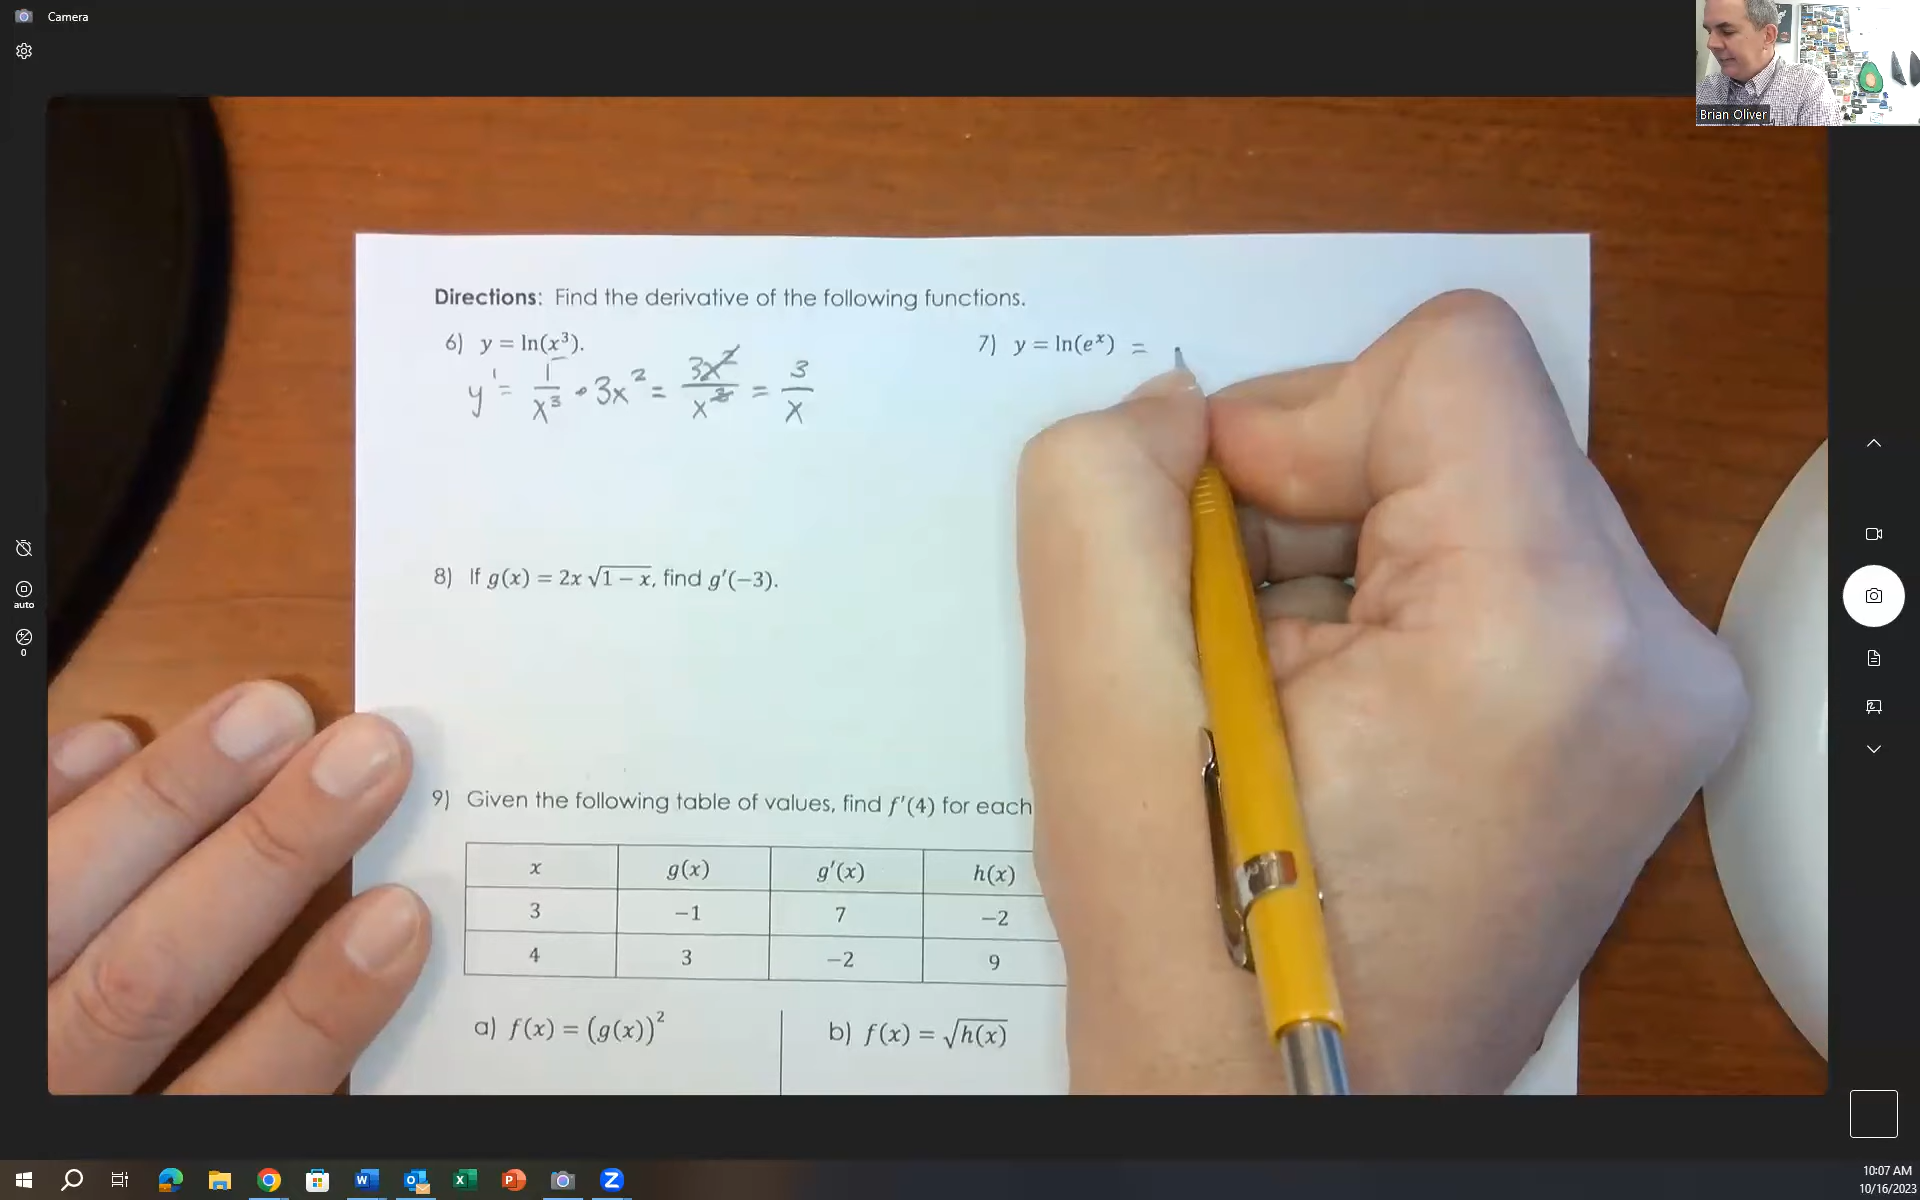 Camera
Brian Oliver
Directions: Find the derivative of the following functions.
6) y = ln(x³).
7) y = ln(eˣ) =
y' = 1/x³ • 3x² = 3x²/x³ = 3/x
8) If g(x) = 2x √(1 − x), find g′(−3).
auto
0
9) Given the following table of values, find f′(4) for each
x g(x) g′(x) h(x)
3 −1 7 −2
4 3 −2 9
a) f(x) = (g(x))²
b) f(x) = √h(x)
10:07 AM
10/16/2023